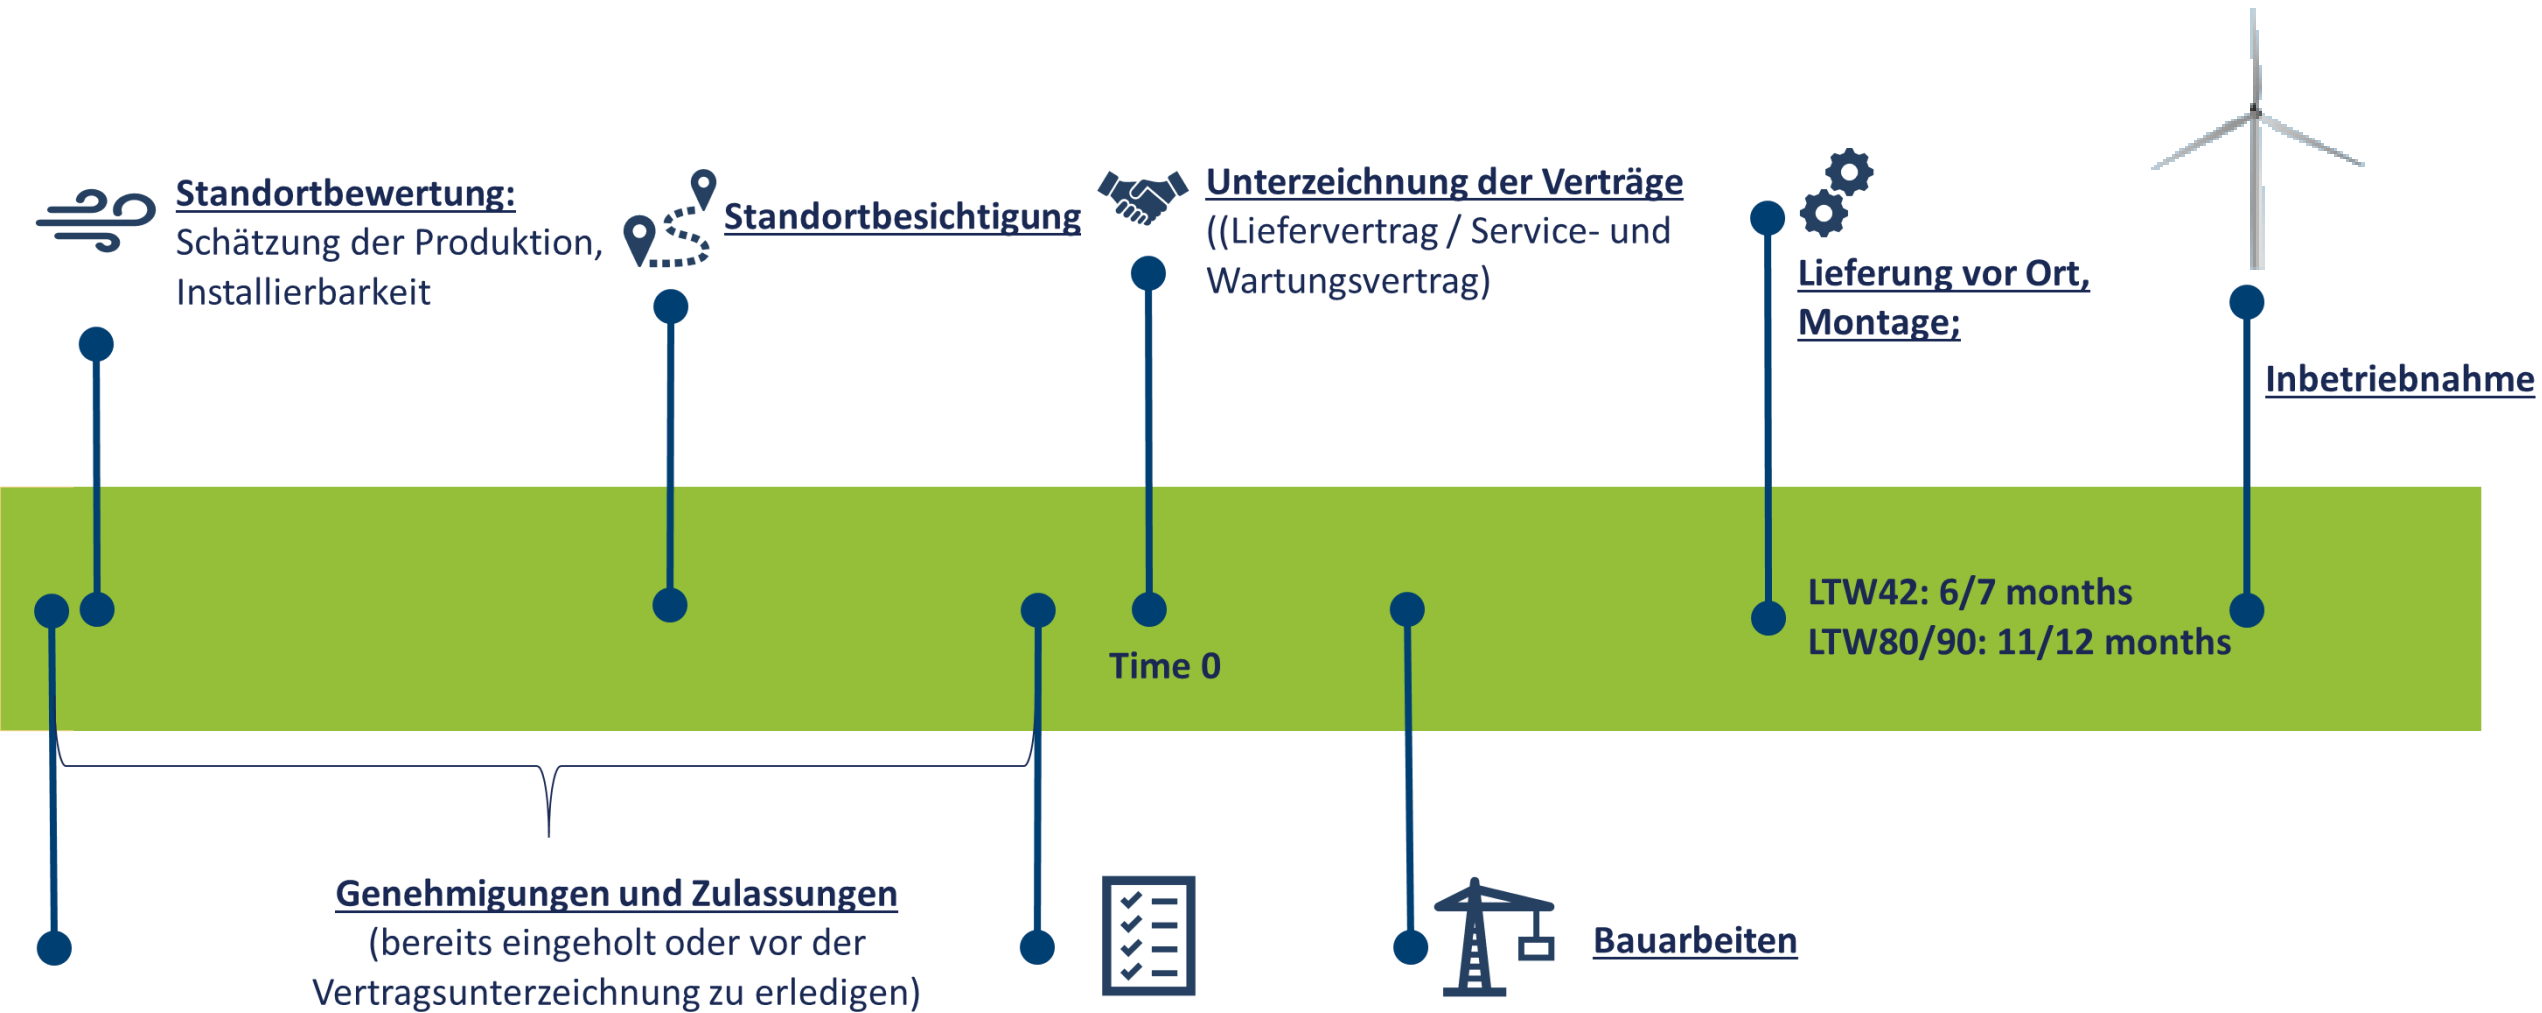 Standortbewertung:
Schätzung der Produktion,
Installierbarkeit
Standortbesichtigung
Unterzeichnung der Verträge
((Liefervertrag / Service- und
Wartungsvertrag)
Lieferung vor Ort,
Montage;
Inbetriebnahme
LTW42: 6/7 months
LTW80/90: 11/12 months
Time 0
Genehmigungen und Zulassungen
(bereits eingeholt oder vor der
Vertragsunterzeichnung zu erledigen)
Bauarbeiten